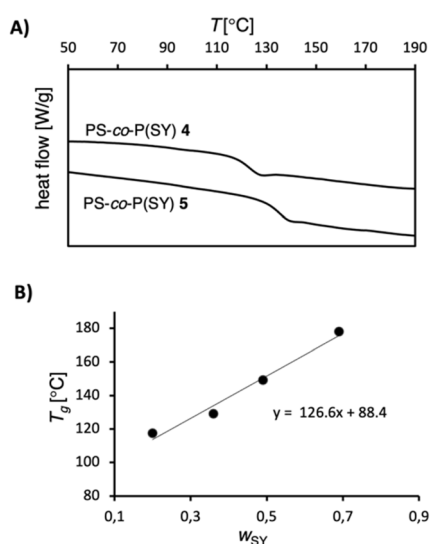 A)
T[°C]
50 70 90 110 130 150 170 190
heat flow [W/g]
PS-co-P(SY) 4
PS-co-P(SY) 5
B)
180
160
140
120
100
80
Tg [°C]
y = 126.6x + 88.4
0,1 0,3 0,5 0,7 0,9
wSY